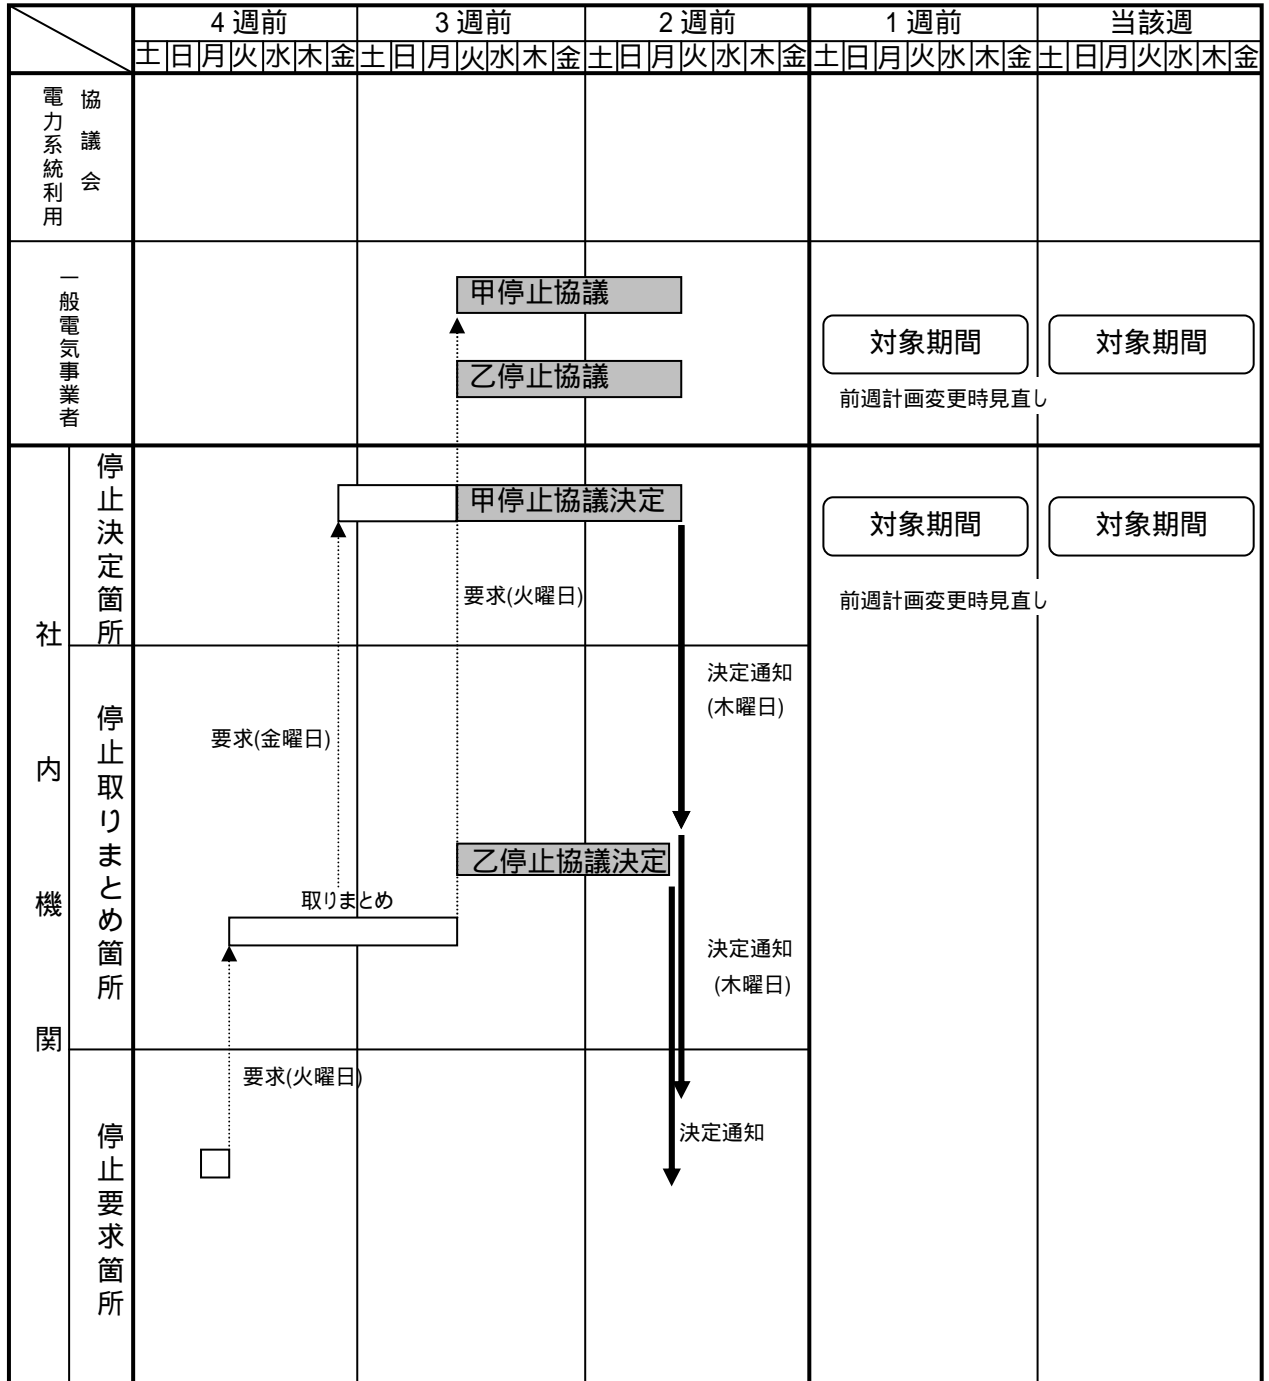 4週前 3週前 2週前 1週前 当該週
土日月火水木金土日月火水木金土日月火水木金土日月火水木金土日月火水木金
電力系統利用
協議会
一般電気事業者
甲停止協議
対象期間 対象期間
乙停止協議
前週計画変更時見直し
社内機関
停止決定箇所
甲停止協議決定
対象期間 対象期間
要求(火曜日)
前週計画変更時見直し
停止取りまとめ箇所
決定通知
(木曜日)
要求(金曜日)
乙停止協議決定
取りまとめ
決定通知
(木曜日)
停止要求箇所
要求(火曜日)
決定通知